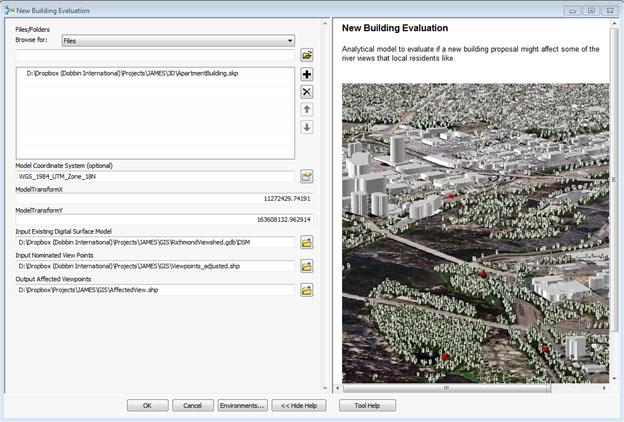 New Building Evaluation
Files/Folders
Browse for:
Files
D:\Dropbox (Dobbin International)\Projects\JAMES\3D\ApartmentBuilding.skp
Model Coordinate System (optional)
WGS_1984_UTM_Zone_18N
ModelTransformX
11272429.74191
ModelTransformY
163608132.962914
Input Existing Digital Surface Model
D:\Dropbox (Dobbin International)\Projects\JAMES\GIS\RichmondViewshed.gdb\DSM
Input Nominated View Points
D:\Dropbox (Dobbin International)\Projects\JAMES\GIS\Viewpoints_adjusted.shp
Output Affected Viewpoints
D:\Dropbox\Projects\JAMES\GIS\AffectedView.shp
OK
Cancel
Environments...
<< Hide Help
Tool Help
New Building Evaluation
Analytical model to evaluate if a new building proposal might affect some of the
river views that local residents like.